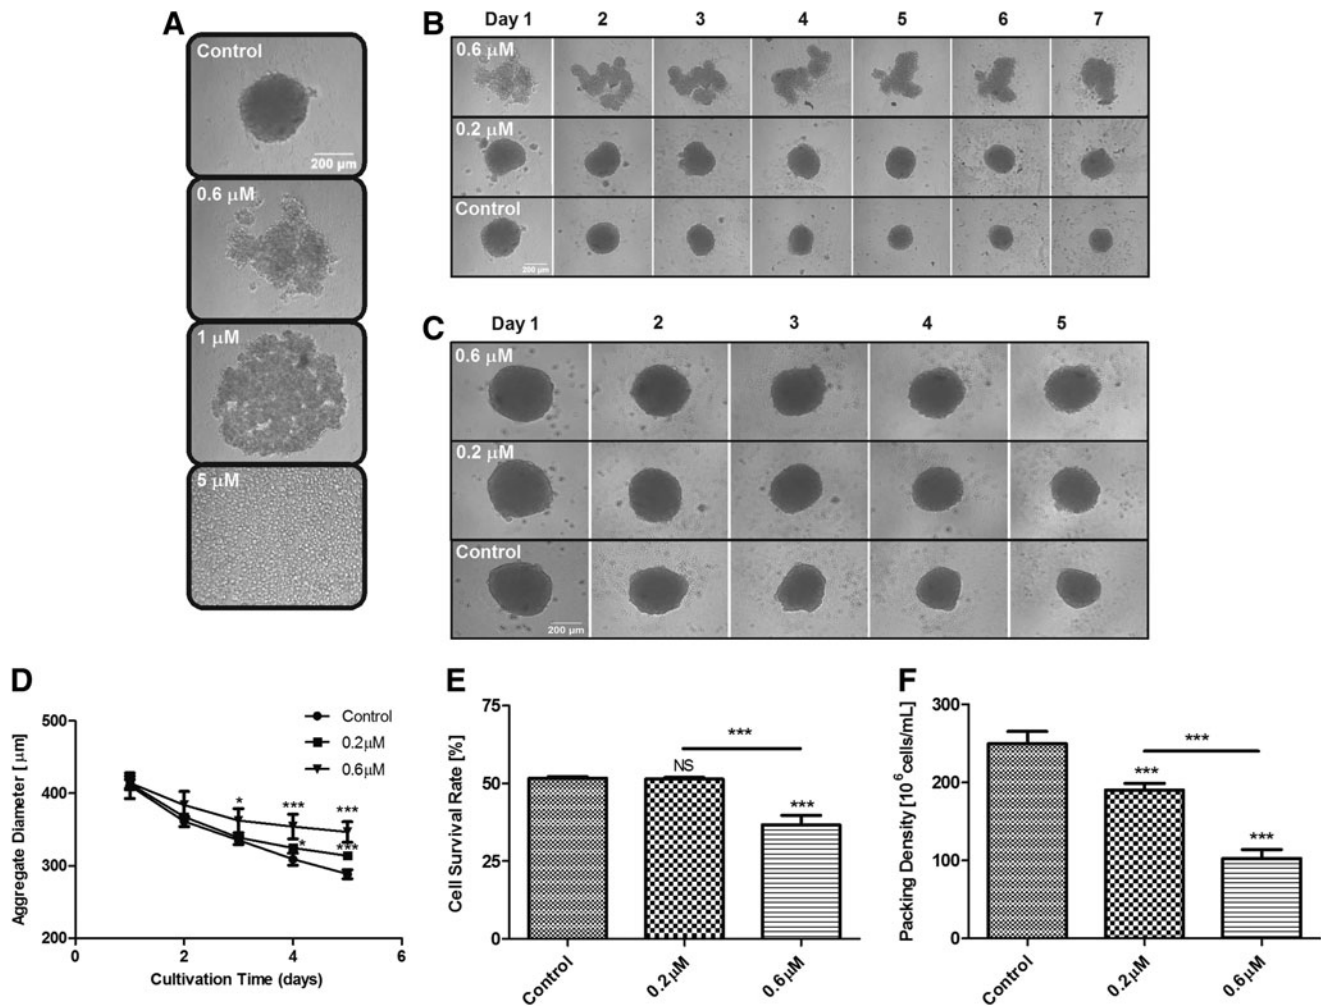 A
Control
200 µm
0.6 µM
1 µM
5 µM
B
Day 1 2 3 4 5 6 7
0.6 µM
0.2 µM
Control
200 µm
C
Day 1 2 3 4 5
0.6 µM
0.2 µM
Control
200 µm
D
Aggregate Diameter [µm]
500
400
300
200
0 2 4 6
Cultivation Time (days)
Control
0.2µM
0.6µM
* *** ***
* ***
E
Cell Survival Rate [%]
75
50
25
0
***
NS
***
Control 0.2µM 0.6µM
F
Packing Density [10⁶cells/mL]
300
200
100
0
***
***
***
Control 0.2µM 0.6µM